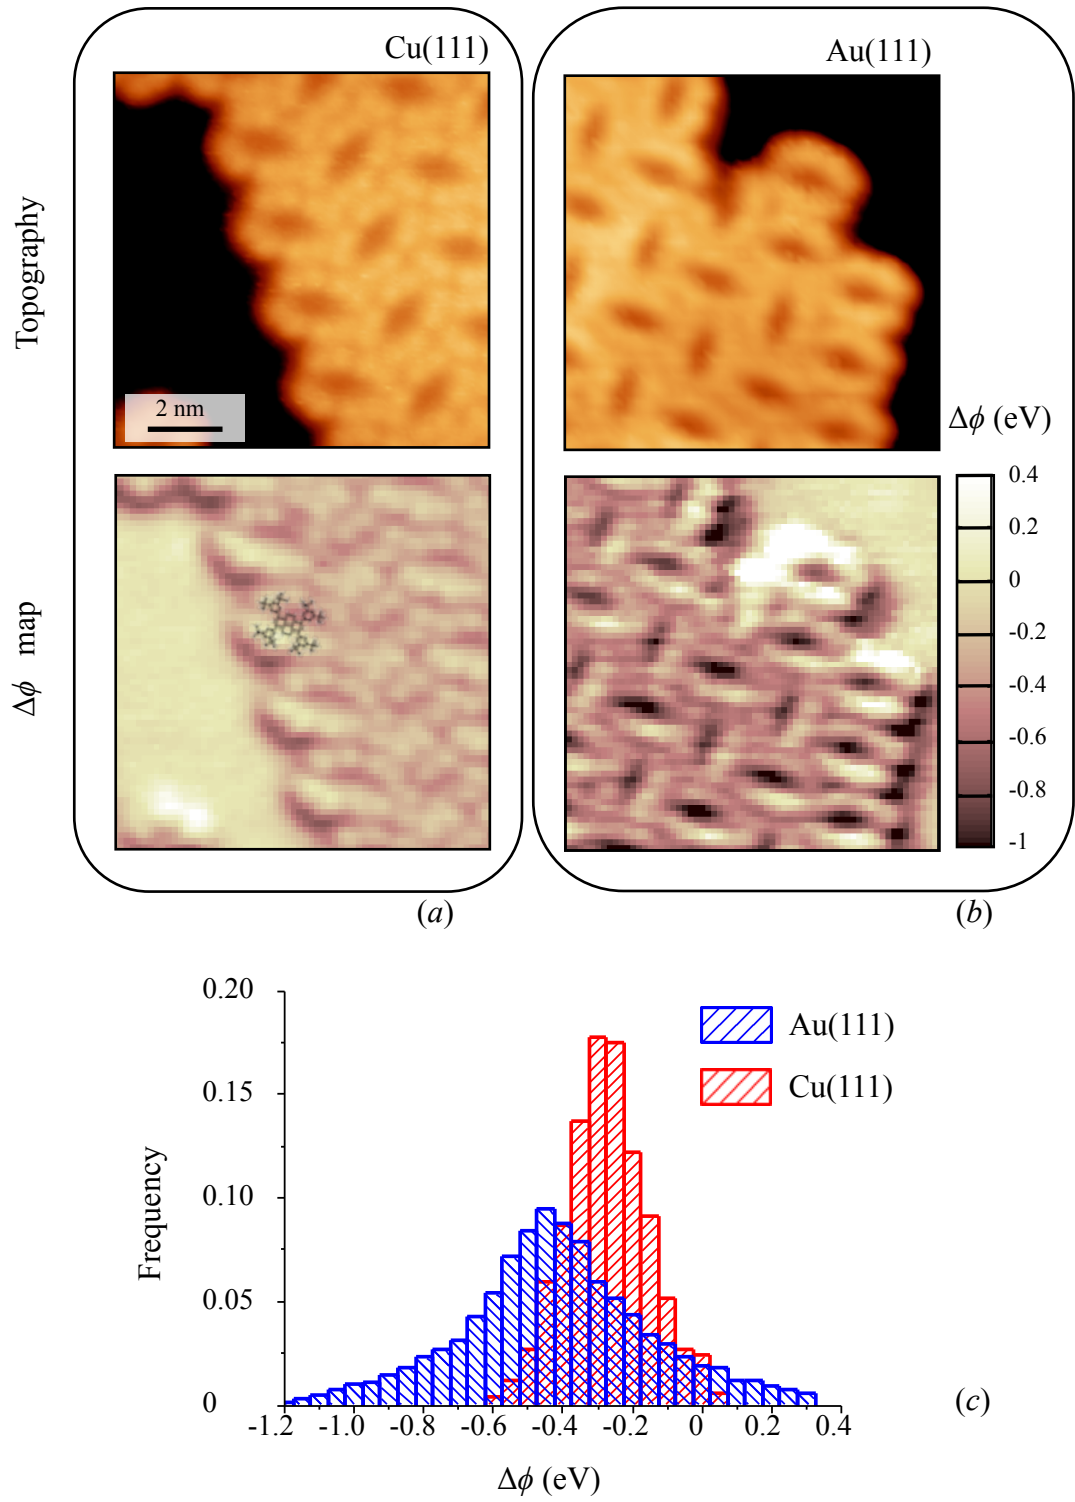 Cu(111)
Au(111)
Topography
2 nm
Δϕ (eV)
Δϕ map
0.4
0.2
0
-0.2
-0.4
-0.6
-0.8
-1
(a)
(b)
0.20
0.15
0.10
0.05
0
Frequency
Au(111)
Cu(111)
-1.2 -1.0 -0.8 -0.6 -0.4 -0.2 0 0.2 0.4
(c)
Δϕ (eV)